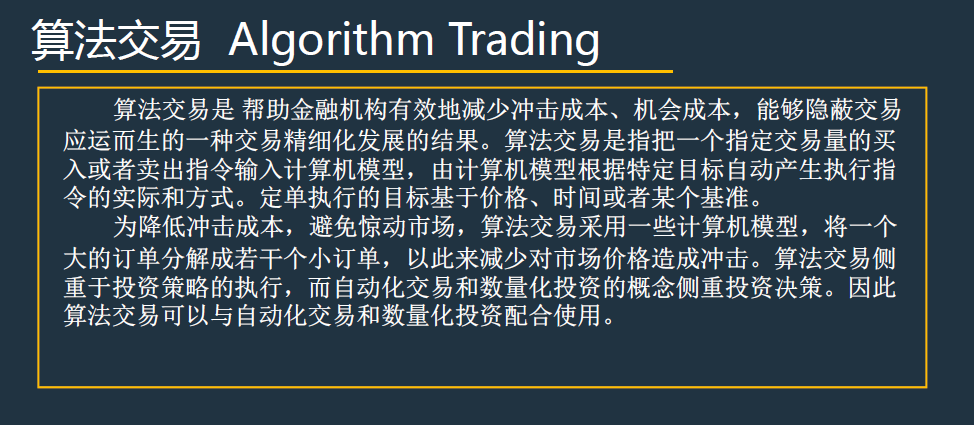 算法交易 Algorithm Trading
算法交易是 帮助金融机构有效地减少冲击成本、机会成本，能够隐蔽交易
应运而生的一种交易精细化发展的结果。算法交易是指把一个指定交易量的买
入或者卖出指令输入计算机模型，由计算机模型根据特定目标自动产生执行指
令的实际和方式。定单执行的目标基于价格、时间或者某个基准。
为降低冲击成本，避免惊动市场，算法交易采用一些计算机模型，将一个
大的订单分解成若干个小订单，以此来减少对市场价格造成冲击。算法交易侧
重于投资策略的执行，而自动化交易和数量化投资的概念侧重投资决策。因此
算法交易可以与自动化交易和数量化投资配合使用。